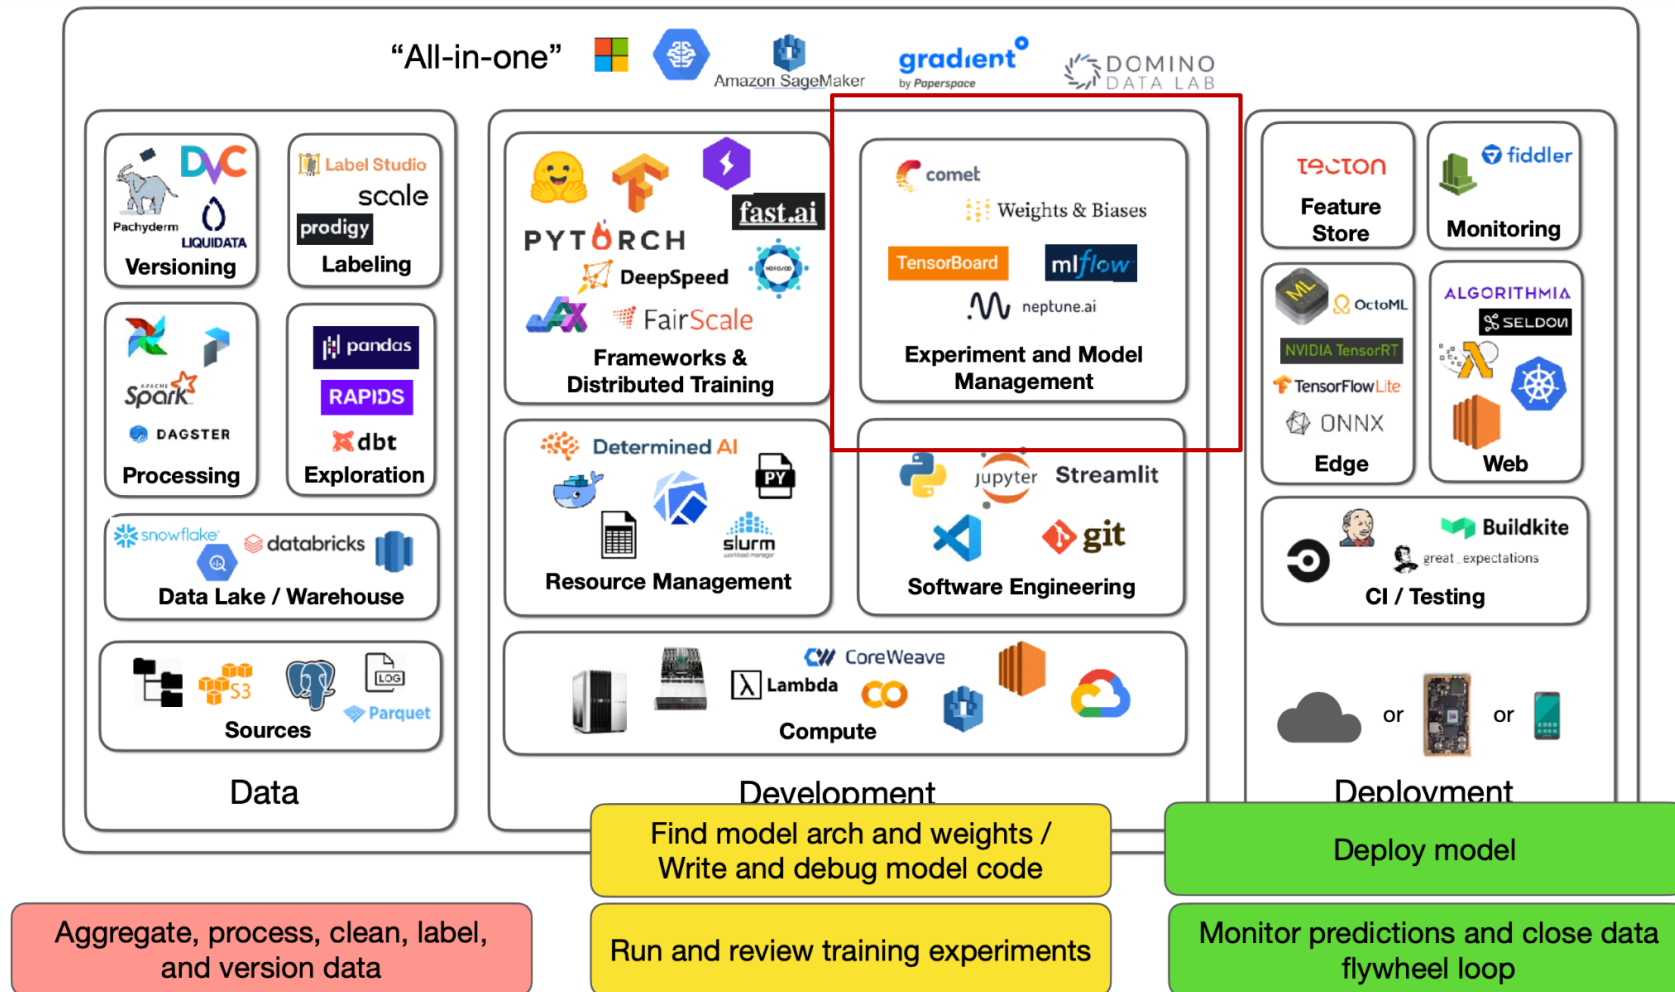 “All-in-one”
Amazon SageMaker
gradient
by Paperspace
DOMINO
DATA LAB
DVC
Pachyderm
LIQUIDATA
Versioning
Label Studio
scale
prodigy
Labeling
APACHE
Spark
DAGSTER
Processing
pandas
RAPIDS
dbt
Exploration
snowflake
databricks
Data Lake / Warehouse
S3
LOG
Parquet
Sources
Data
fast.ai
PYTORCH
DeepSpeed
HOROVOD
JAX
FairScale
Frameworks &
Distributed Training
comet
Weights & Biases
TensorBoard
mlflow
neptune.ai
Experiment and Model
Management
Determined AI
PY
slurm
workload manager
Resource Management
jupyter
Streamlit
git
Software Engineering
CoreWeave
Lambda
Compute
Development
TECTON
Feature
Store
fiddler
Monitoring
ML
OctoML
NVIDIA TensorRT
TensorFlow Lite
ONNX
Edge
ALGORITHMIA
SELDON
Web
Buildkite
great_expectations
CI / Testing
or
or
Deployment
Find model arch and weights /
Write and debug model code
Deploy model
Aggregate, process, clean, label,
and version data
Run and review training experiments
Monitor predictions and close data
flywheel loop